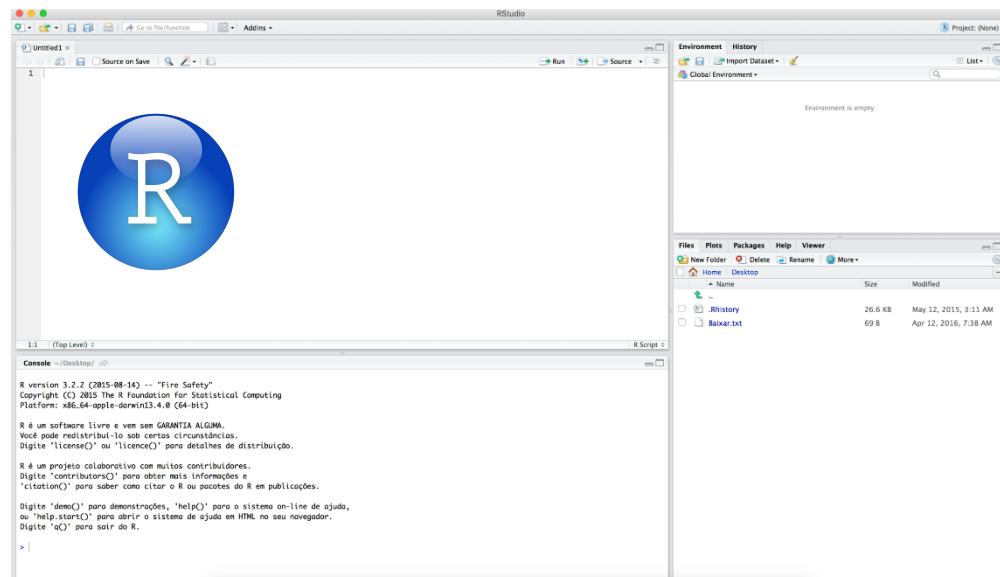 RStudio
Go to file/function
Addins
Project: (None)
Untitled1
Source on Save
Run
Source
1
R
1:1
(Top Level)
R Script
Console ~/Desktop/
R version 3.2.2 (2015-08-14) -- "Fire Safety"
Copyright (C) 2015 The R Foundation for Statistical Computing
Platform: x86_64-apple-darwin13.4.0 (64-bit)
R é um software livre e vem sem GARANTIA ALGUMA.
Você pode redistribuí-lo sob certas circunstâncias.
Digite 'license()' ou 'licence()' para detalhes de distribuição.
R é um projeto colaborativo com muitos contribuidores.
Digite 'contributors()' para obter mais informações e
'citation()' para saber como citar o R ou pacotes do R em publicações.
Digite 'demo()' para demonstrações, 'help()' para o sistema on-line de ajuda,
ou 'help.start()' para abrir o sistema de ajuda em HTML no seu navegador.
Digite 'q()' para sair do R.
>
Environment History
Import Dataset
List
Global Environment
Environment is empty
Files Plots Packages Help Viewer
New Folder Delete Rename More
Home Desktop
Name Size Modified
..
.Rhistory 26.6 KB May 12, 2015, 3:11 AM
Baixar.txt 69 B Apr 12, 2016, 7:38 AM